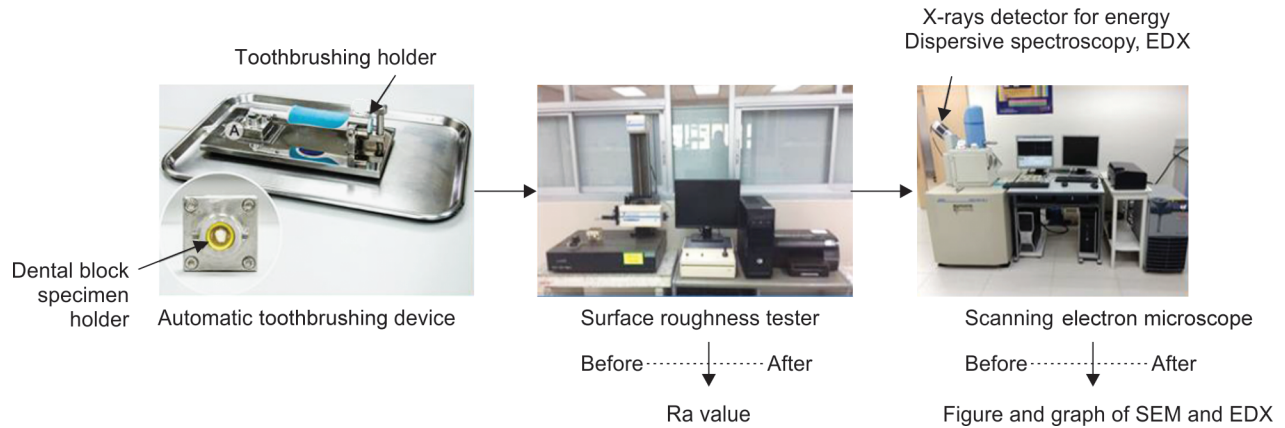 X-rays detector for energy
Dispersive spectroscopy, EDX
Toothbrushing holder
A
Dental block
specimen
holder
Automatic toothbrushing device
Surface roughness tester
Scanning electron microscope
Before After
Before After
Ra value
Figure and graph of SEM and EDX